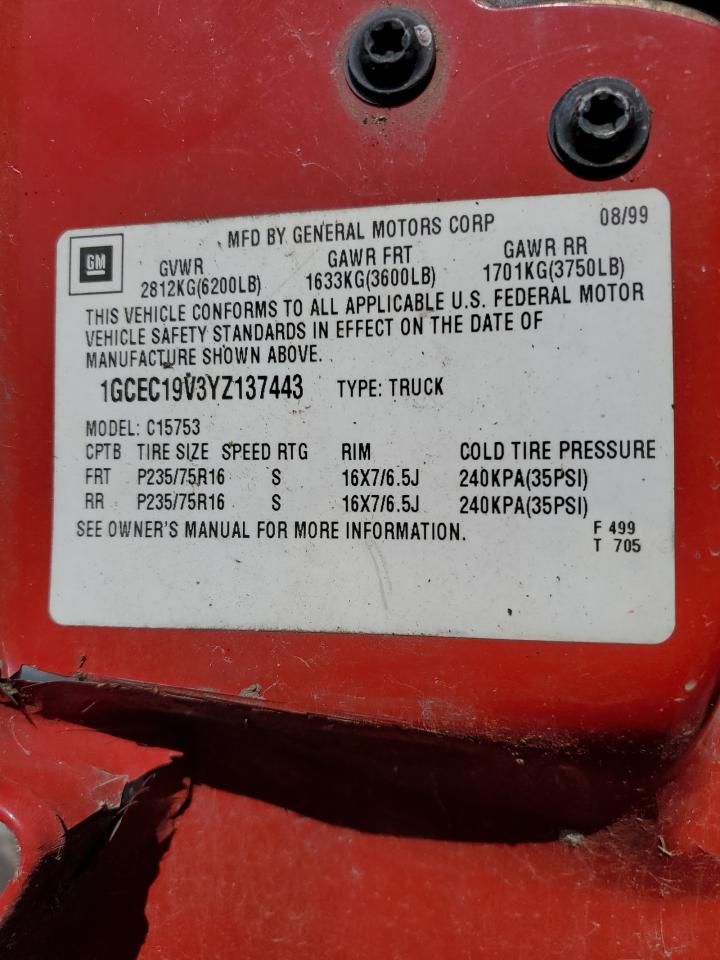 MFD BY GENERAL MOTORS CORP 08/99
GM
GVWR GAWR FRT GAWR RR
2812KG(6200LB) 1633KG(3600LB) 1701KG(3750LB)
THIS VEHICLE CONFORMS TO ALL APPLICABLE U.S. FEDERAL MOTOR
VEHICLE SAFETY STANDARDS IN EFFECT ON THE DATE OF
MANUFACTURE SHOWN ABOVE.
1GCEC19V3YZ137443 TYPE: TRUCK
MODEL: C15753
CPTB TIRE SIZE SPEED RTG RIM COLD TIRE PRESSURE
FRT P235/75R16 S 16X7/6.5J 240KPA(35PSI)
RR P235/75R16 S 16X7/6.5J 240KPA(35PSI)
SEE OWNER'S MANUAL FOR MORE INFORMATION. F 499
T 705